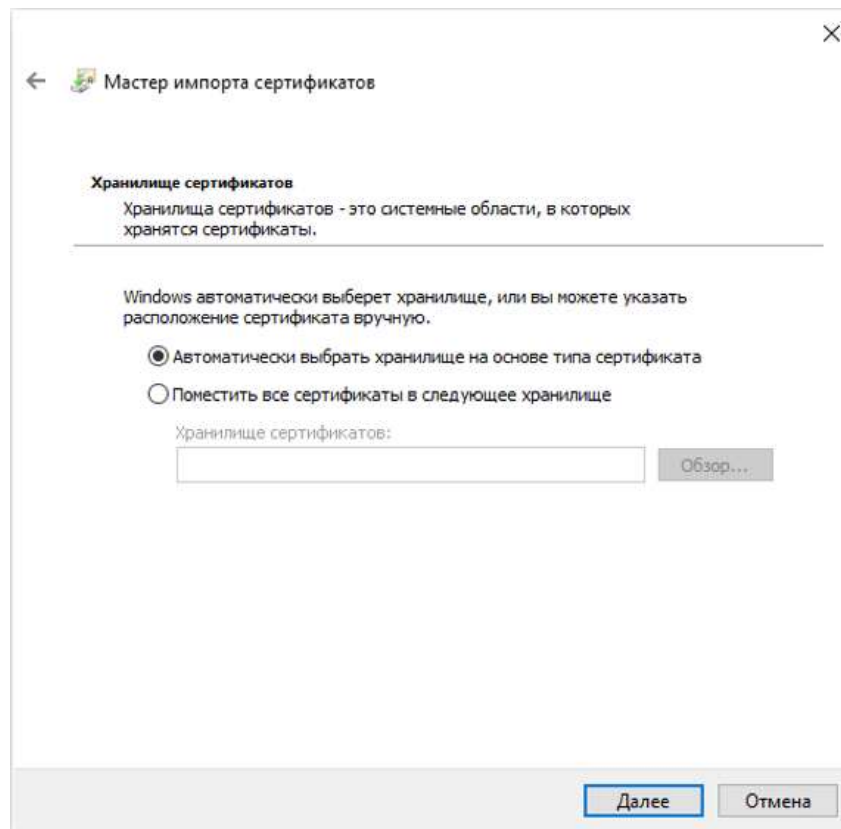 Мастер импорта сертификатов
Хранилище сертификатов
Хранилища сертификатов - это системные области, в которых
хранятся сертификаты.
Windows автоматически выберет хранилище, или вы можете указать
расположение сертификата вручную.
Автоматически выбрать хранилище на основе типа сертификата
Поместить все сертификаты в следующее хранилище
Хранилище сертификатов:
Обзор...
Далее
Отмена